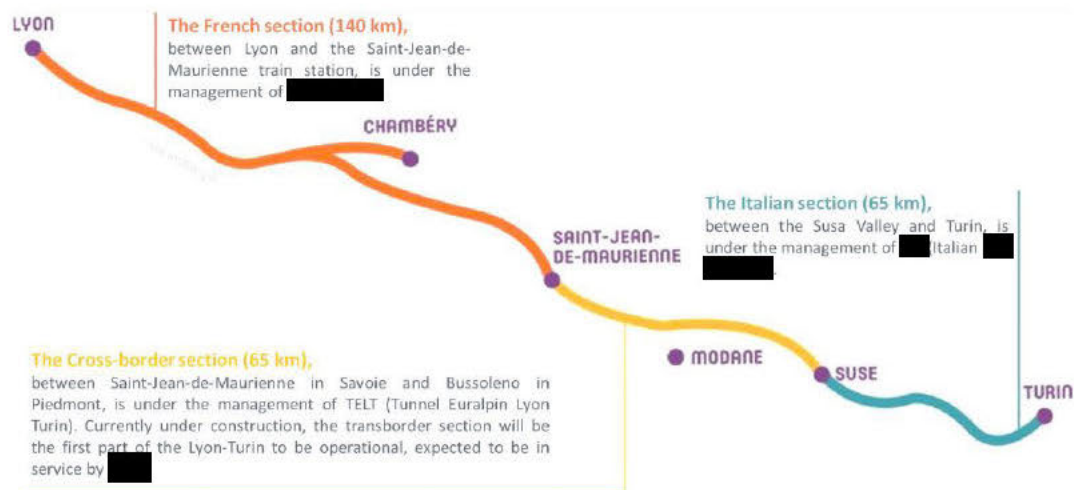 LYON
The French section (140 km),
between Lyon and the Saint-Jean-de-
Maurienne train station, is under the
management of
CHAMBÉRY
The Italian section (65 km),
between the Susa Valley and Turin, is
under the management of (Italian
.
SAINT-JEAN-
DE-MAURIENNE
The Cross-border section (65 km),
between Saint-Jean-de-Maurienne in Savoie and Bussoleno in
Piedmont, is under the management of TELT (Tunnel Euralpin Lyon
Turin). Currently under construction, the transborder section will be
the first part of the Lyon-Turin to be operational, expected to be in
service by
MODANE
SUSE
TURIN